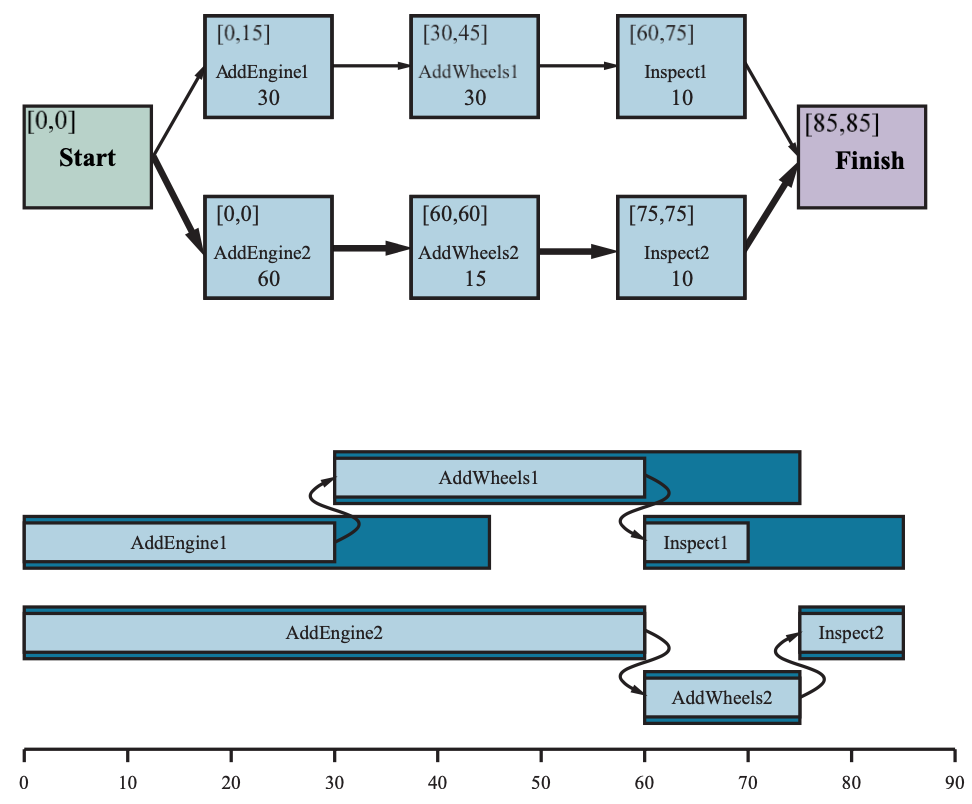 [0,15]
AddEngine1
30
[30,45]
AddWheels1
30
[60,75]
Inspect1
10
[0,0]
Start
[85,85]
Finish
[0,0]
AddEngine2
60
[60,60]
AddWheels2
15
[75,75]
Inspect2
10
AddWheels1
AddEngine1
Inspect1
AddEngine2
Inspect2
AddWheels2
0 10 20 30 40 50 60 70 80 90